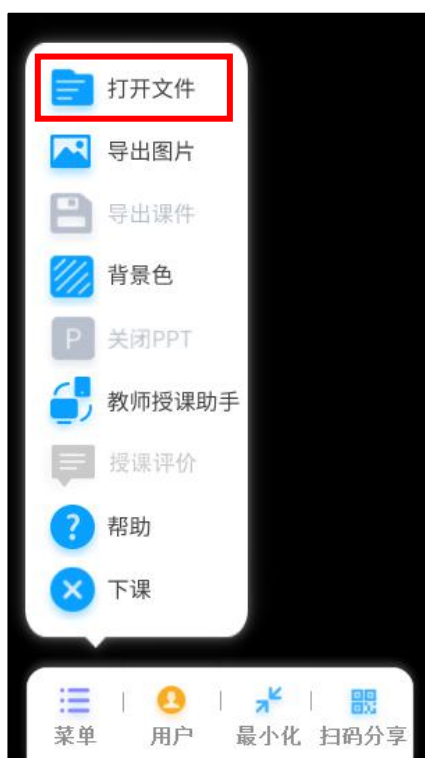 打开文件
导出图片
导出课件
背景色
P 关闭PPT
教师授课助手
授课评价
? 帮助
下课
菜单 用户 最小化 扫码分享